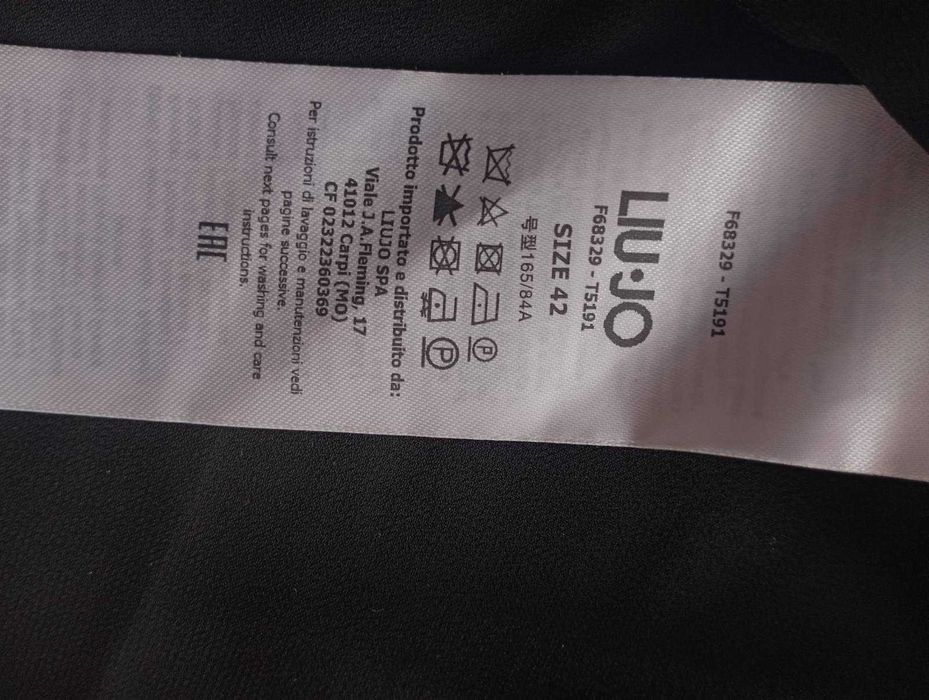 F68329 - T5191
LIU·JO
F68329 - T5191
SIZE 42
号型165/84A
P
P
Prodotto importato e distribuito da:
LIUJO SPA
Viale J.A.Fleming, 17
41012 Carpi (MO)
CF 02322360369
Per istruzioni di lavaggio e manutenzioni vedi
pagine successive.
Consult next pages for washing and care
instructions.
EAC